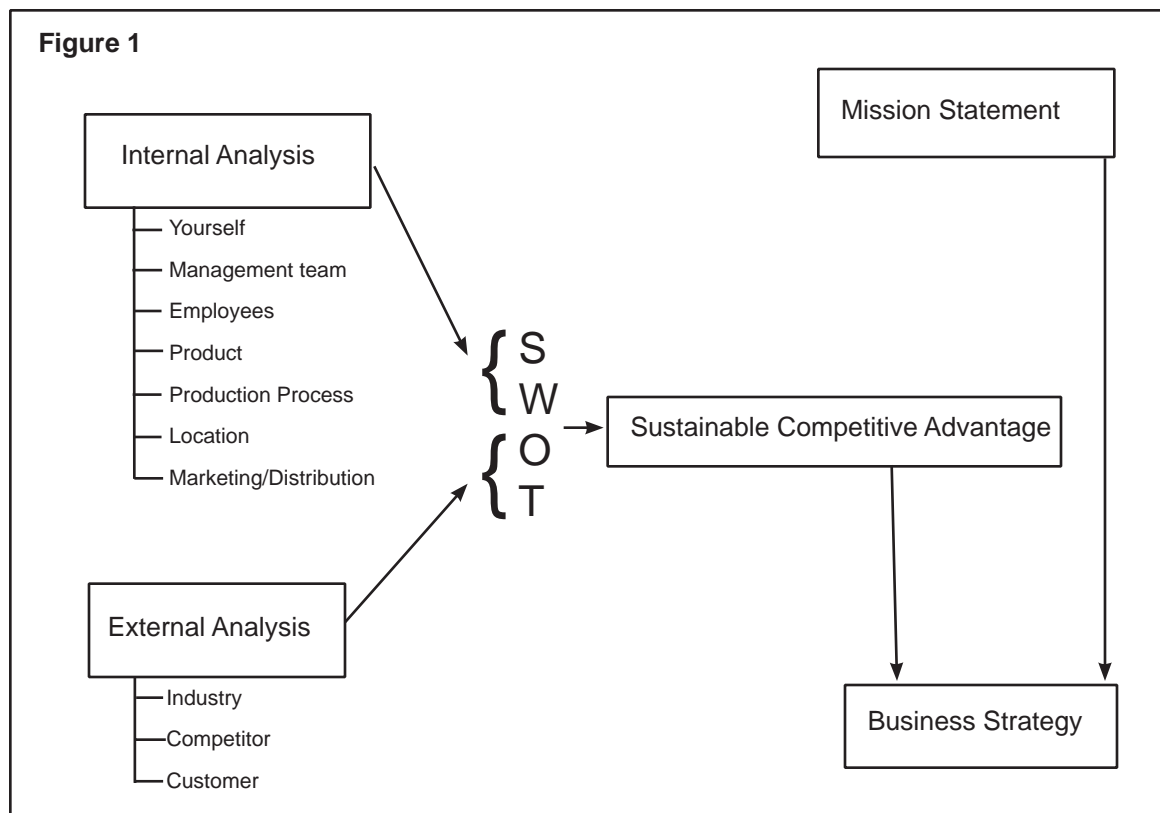 Figure 1
Mission Statement
Internal Analysis
Yourself
Management team
Employees
Product
Production Process
Location
Marketing/Distribution
{ S
W
{ O
T
Sustainable Competitive Advantage
External Analysis
Industry
Competitor
Customer
Business Strategy